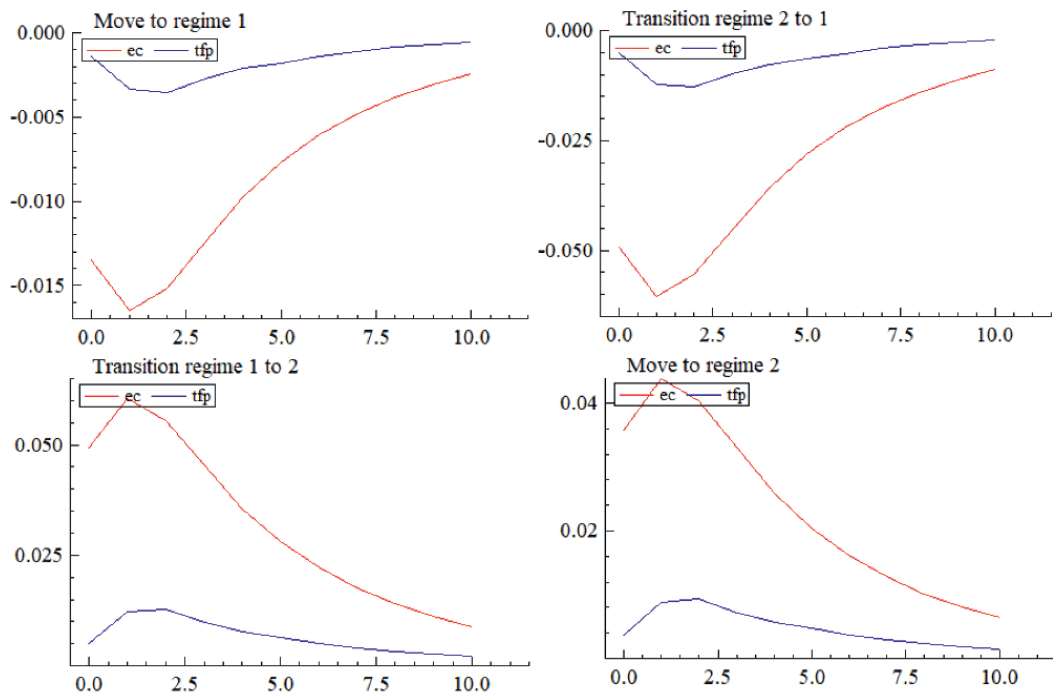 Move to regime 1
0.000
ec tfp
-0.005
-0.010
-0.015
0.0 2.5 5.0 7.5 10.0
Transition regime 2 to 1
0.000
ec tfp
-0.025
-0.050
0.0 2.5 5.0 7.5 10.0
Transition regime 1 to 2
ec tfp
0.050
0.025
0.0 2.5 5.0 7.5 10.0
Move to regime 2
ec tfp
0.04
0.02
0.0 2.5 5.0 7.5 10.0